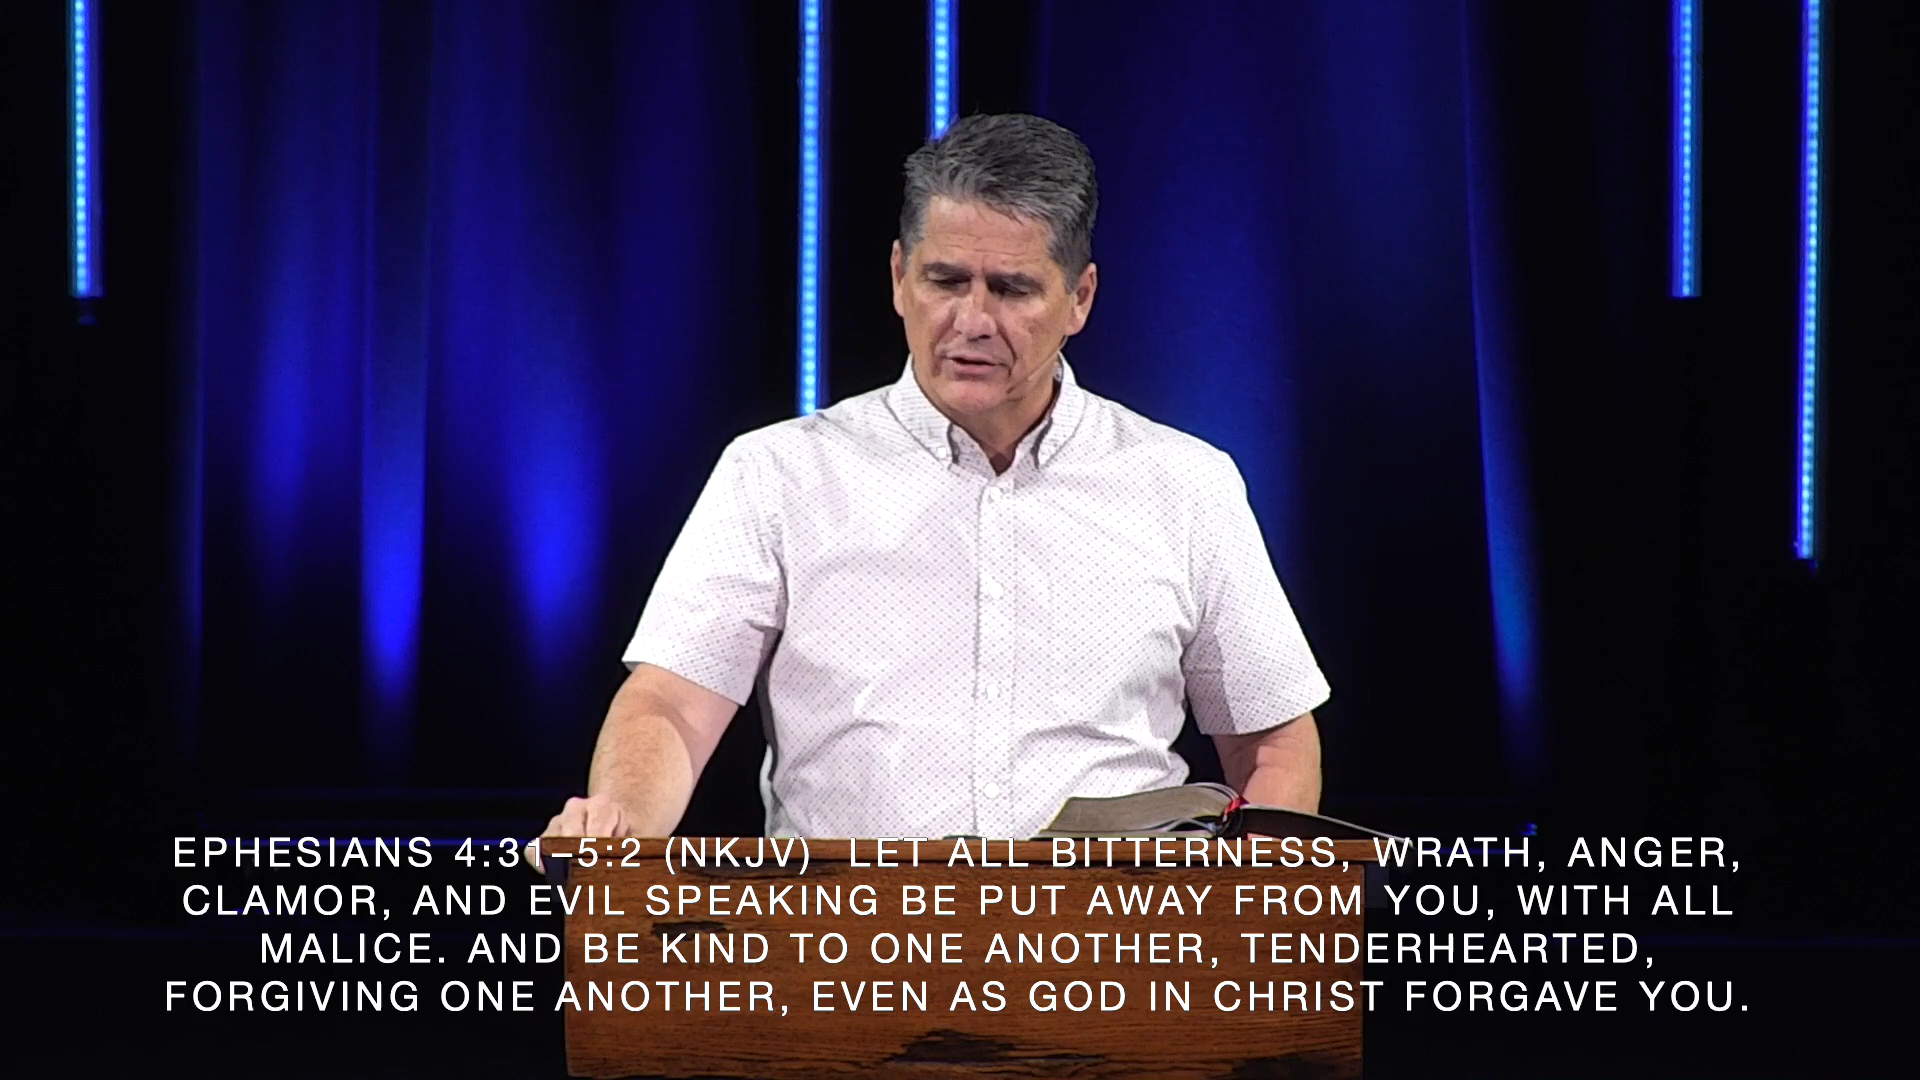 EPHESIANS 4:31–5:2 (NKJV)  LET ALL BITTERNESS, WRATH, ANGER,
CLAMOR, AND EVIL SPEAKING BE PUT AWAY FROM YOU, WITH ALL
MALICE. AND BE KIND TO ONE ANOTHER, TENDERHEARTED,
FORGIVING ONE ANOTHER, EVEN AS GOD IN CHRIST FORGAVE YOU.